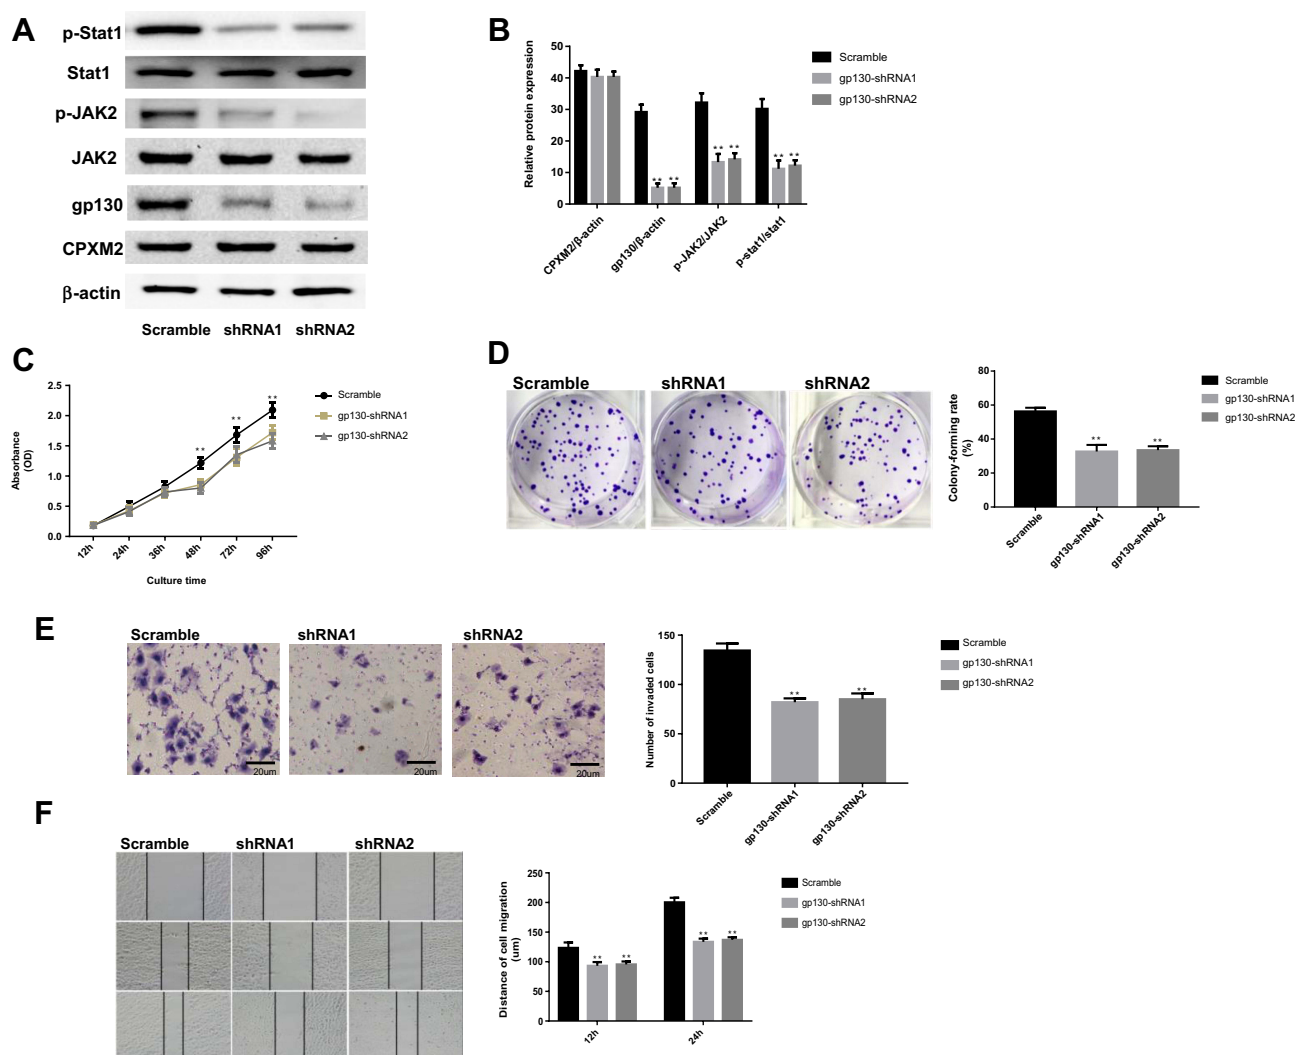 A
p-Stat1
Stat1
p-JAK2
JAK2
gp130
CPXM2
β-actin
Scramble shRNA1 shRNA2
B
Relative protein expression
50
40
30
20
10
0
** ** ** ** ** **
CPXM2/β-actin
gp130/β-actin
p-JAK2/JAK2
p-stat1/stat1
Scramble
gp130-shRNA1
gp130-shRNA2
C
Absorbance
(OD)
2.5
2.0
1.5
1.0
0.5
0.0
** ** **
12h 24h 36h 48h 72h 96h
Culture time
Scramble
gp130-shRNA1
gp130-shRNA2
D
Scramble shRNA1 shRNA2
Colony-forming rate
(%)
80
60
40
20
0
** **
Scramble
gp130-shRNA1
gp130-shRNA2
Scramble
gp130-shRNA1
gp130-shRNA2
E
Scramble shRNA1 shRNA2
20um 20um 20um
Number of invaded cells
150
100
80
50
0
** **
Scramble
gp130-shRNA1
gp130-shRNA2
Scramble
gp130-shRNA1
gp130-shRNA2
F
Scramble shRNA1 shRNA2
Distance of cell migration
(um)
250
200
150
100
50
0
** ** ** **
12h 24h
Scramble
gp130-shRNA1
gp130-shRNA2